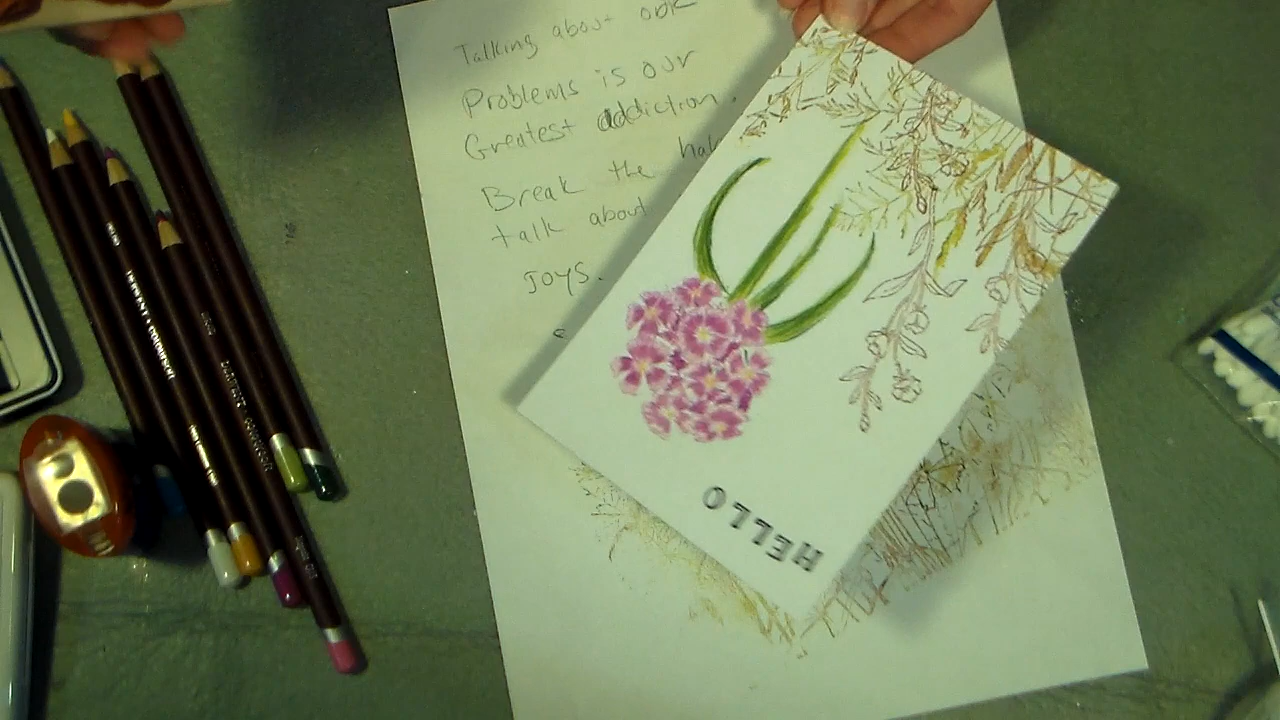 Talking about our
Problems is our
Greatest addiction.
Break the
talk about
Joys.
HELLO